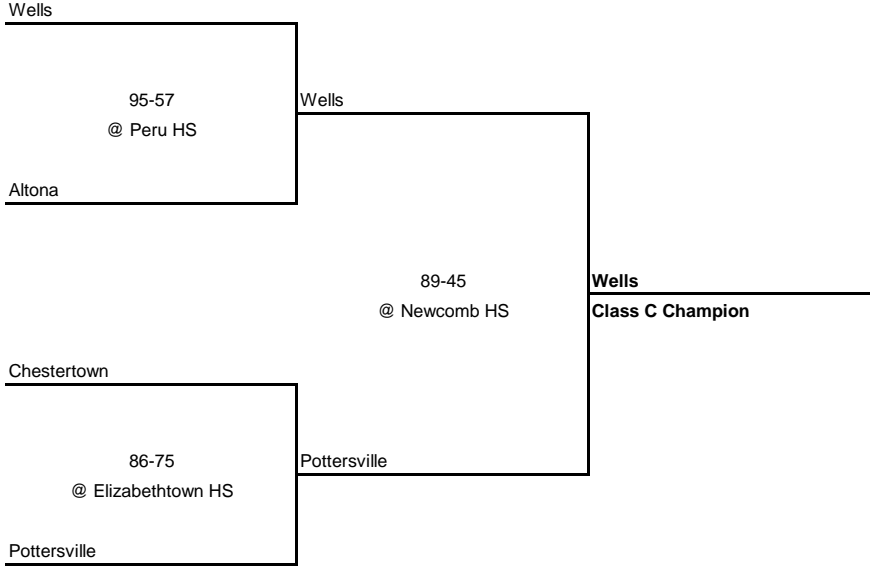 Wells
95-57
@ Peru HS
Wells
Altona
89-45
@ Newcomb HS
Wells
Class C Champion
Chestertown
86-75
@ Elizabethtown HS
Pottersville
Pottersville